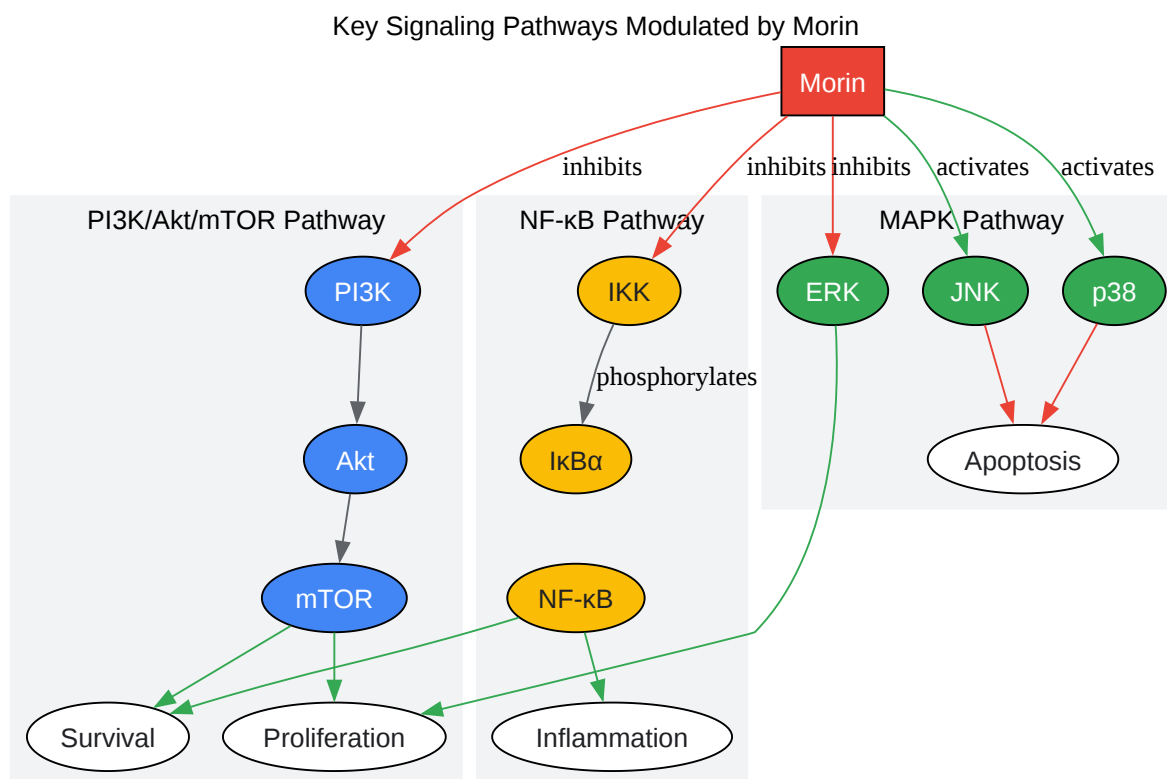 Key Signaling Pathways Modulated by Morin
Morin
inhibits
inhibits
inhibits
activates
activates
PI3K/Akt/mTOR Pathway
NF-κB Pathway
MAPK Pathway
PI3K
IKK
ERK
JNK
p38
phosphorylates
Akt
IκBα
Apoptosis
mTOR
NF-κB
Survival
Proliferation
Inflammation